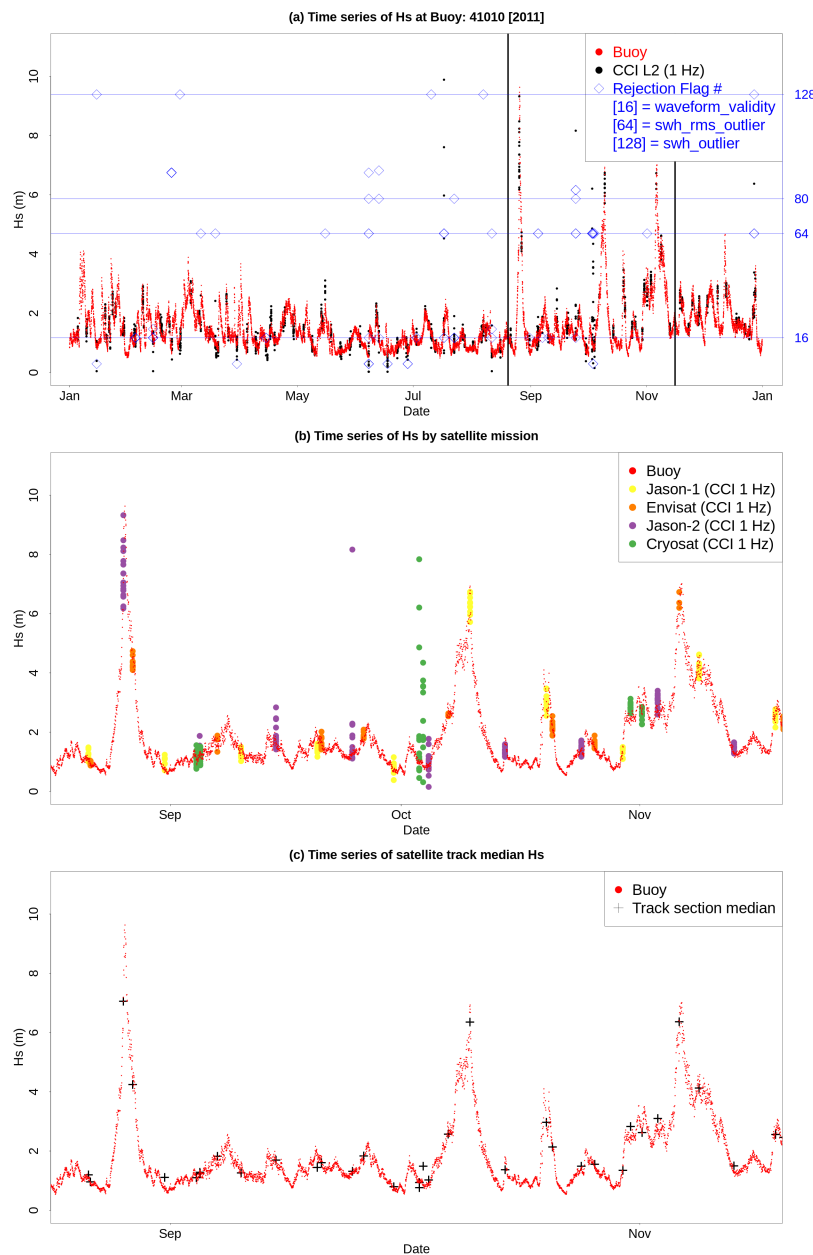 (a) Time series of Hs at Buoy: 41010 [2011]
Buoy
CCI L2 (1 Hz)
Rejection Flag #
[16] = waveform_validity
[64] = swh_rms_outlier
[128] = swh_outlier
Hs (m)
0 2 4 6 8 10
128
80
64
16
Jan Mar May Jul Sep Nov Jan
Date
(b) Time series of Hs by satellite mission
Buoy
Jason-1 (CCI 1 Hz)
Envisat (CCI 1 Hz)
Jason-2 (CCI 1 Hz)
Cryosat (CCI 1 Hz)
Hs (m)
0 2 4 6 8 10
Sep Oct Nov
Date
(c) Time series of satellite track median Hs
Buoy
Track section median
Hs (m)
0 2 4 6 8 10
Sep Nov
Date